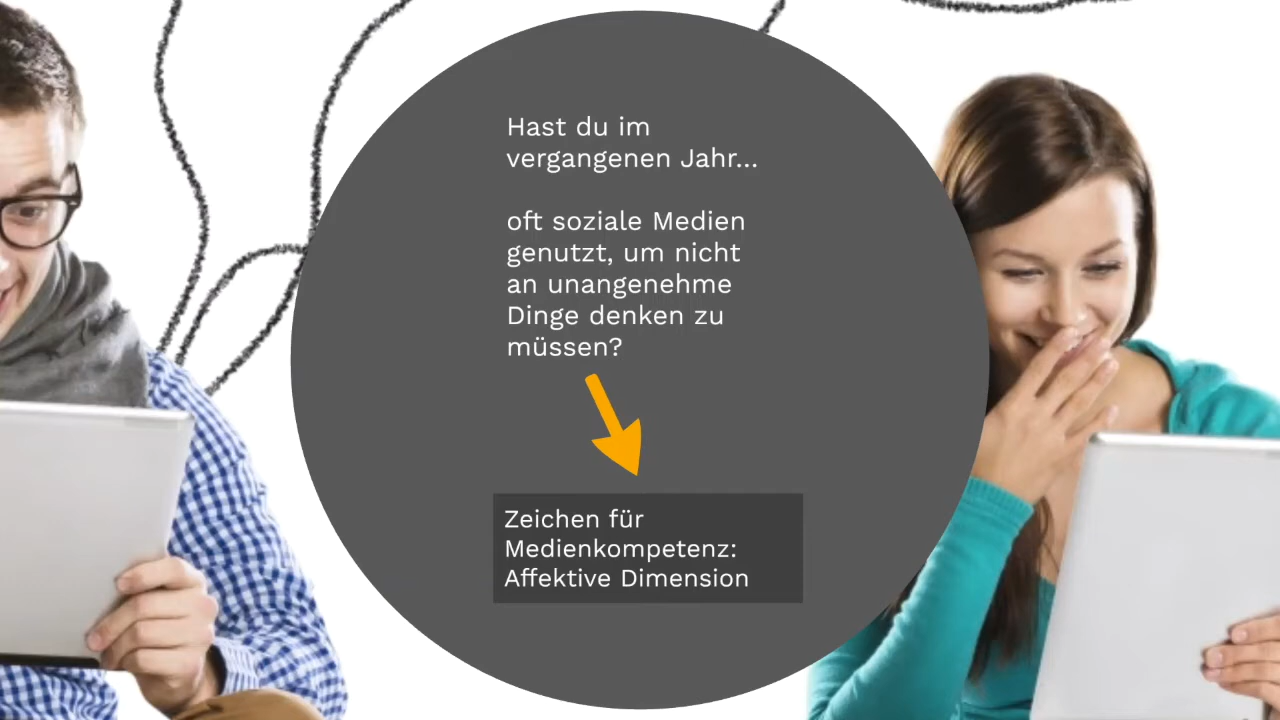 Hast du im
vergangenen Jahr...
oft soziale Medien
genutzt, um nicht
an unangenehme
Dinge denken zu
müssen?
Zeichen für
Medienkompetenz:
Affektive Dimension